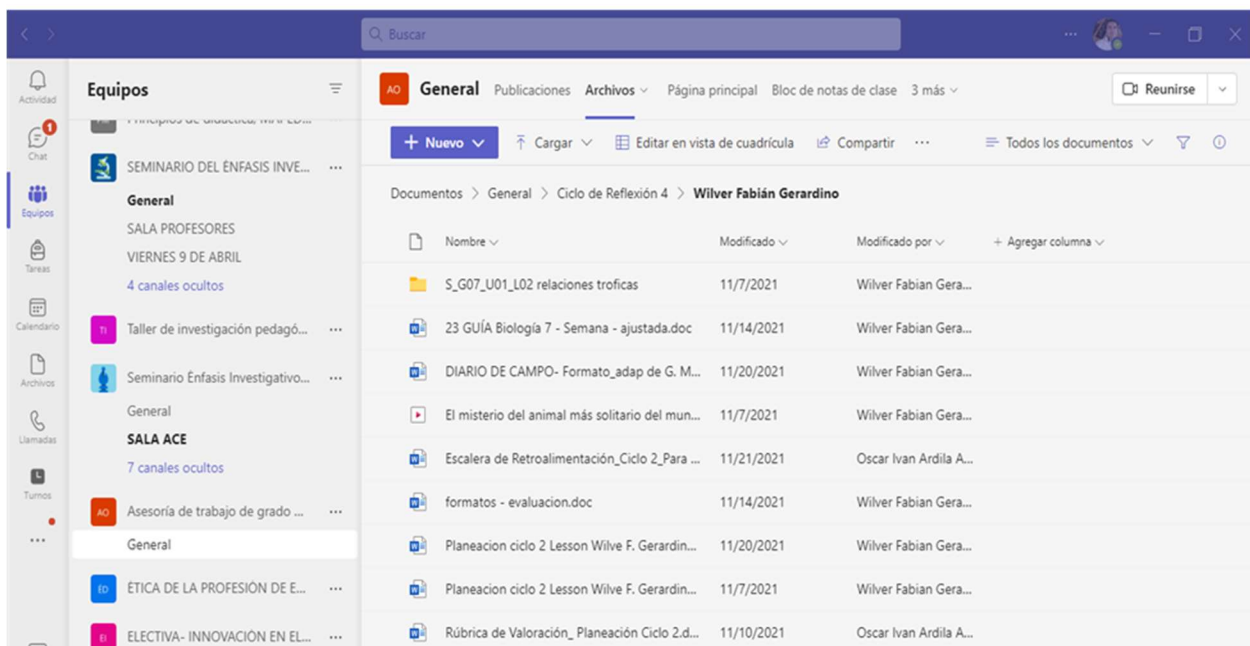 Buscar
Actividad
Chat
1
Equipos
Tareas
Calendario
Archivos
Llamadas
Turnos
Equipos
SEMINARIO DEL ÉNFASIS INVE...
General
SALA PROFESORES
VIERNES 9 DE ABRIL
4 canales ocultos
TI Taller de investigación pedagó...
Seminario Énfasis Investigativo...
General
SALA ACE
7 canales ocultos
AO Asesoría de trabajo de grado ...
General
ÉD ÉTICA DE LA PROFESIÓN DE E...
EI ELECTIVA- INNOVACIÓN EN EL...
AO General Publicaciones Archivos Página principal Bloc de notas de clase 3 más Reunirse
+ Nuevo Cargar Editar en vista de cuadrícula Compartir ... Todos los documentos
Documentos > General > Ciclo de Reflexión 4 > Wilver Fabián Gerardino
Nombre Modificado Modificado por + Agregar columna
S_G07_U01_L02 relaciones troficas 11/7/2021 Wilver Fabian Gera...
23 GUÍA Biología 7 - Semana - ajustada.doc 11/14/2021 Wilver Fabian Gera...
DIARIO DE CAMPO- Formato_adap de G. M... 11/20/2021 Wilver Fabian Gera...
El misterio del animal más solitario del mun... 11/7/2021 Wilver Fabian Gera...
Escalera de Retroalimentación_Ciclo 2_Para ... 11/21/2021 Oscar Ivan Ardila A...
formatos - evaluacion.doc 11/14/2021 Wilver Fabian Gera...
Planeacion ciclo 2 Lesson Wilve F. Gerardin... 11/20/2021 Wilver Fabian Gera...
Planeacion ciclo 2 Lesson Wilve F. Gerardin... 11/7/2021 Wilver Fabian Gera...
Rúbrica de Valoración_ Planeación Ciclo 2.d... 11/10/2021 Oscar Ivan Ardila A...